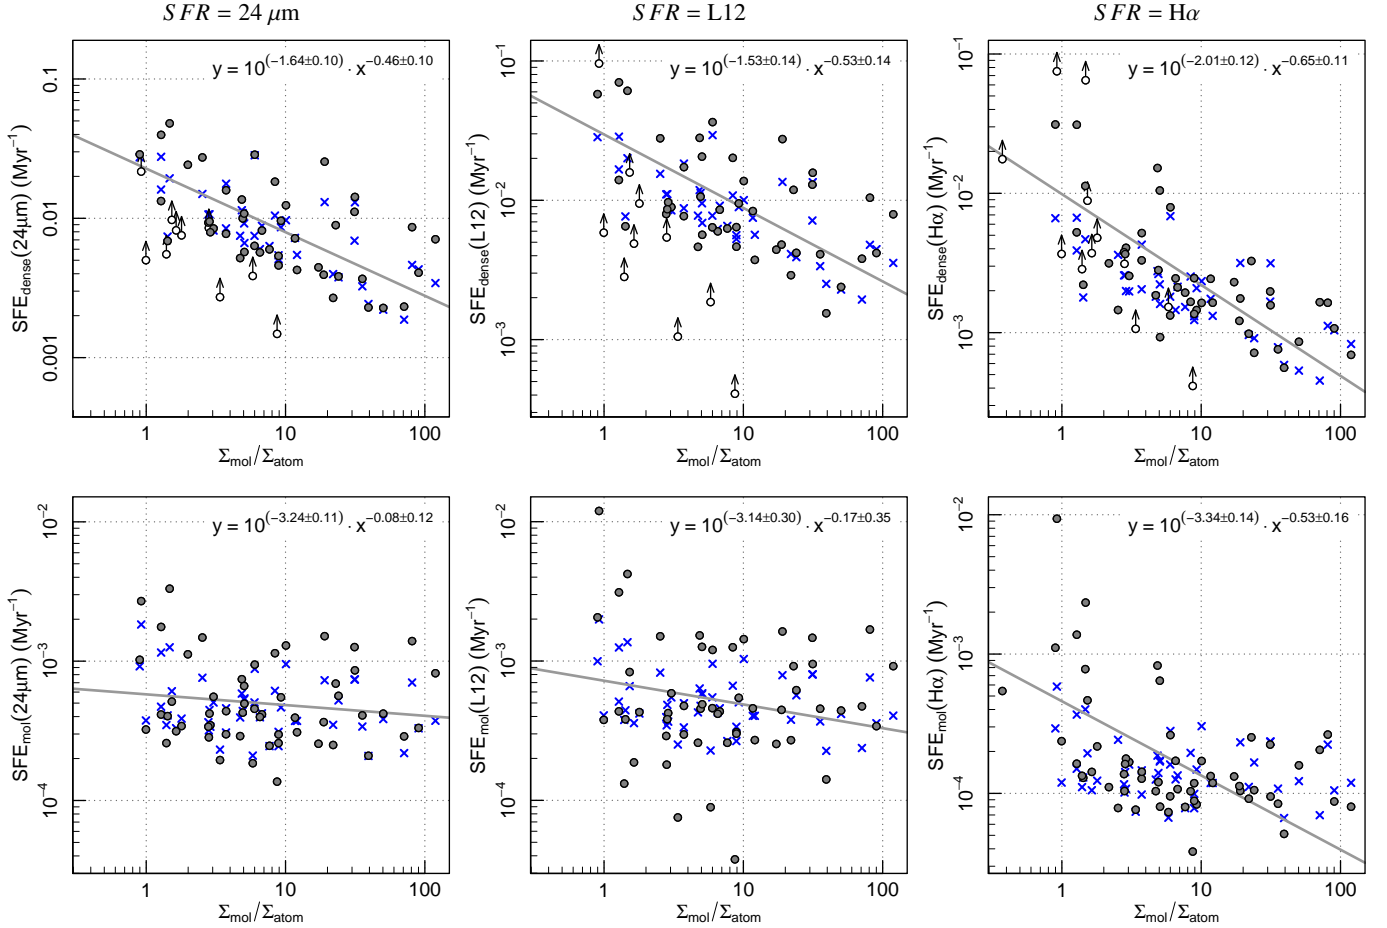 SFR = 24 μm
SFR = L12
SFR = Hα
y = 10^(−1.64±0.10) · x^−0.46±0.10
0.1
0.01
0.001
SFE_dense(24μm) (Myr^−1)
1 10 100
Σ_mol/Σ_atom
y = 10^(−1.53±0.14) · x^−0.53±0.14
10^−1
10^−2
10^−3
SFE_dense(L12) (Myr^−1)
1 10 100
Σ_mol/Σ_atom
y = 10^(−2.01±0.12) · x^−0.65±0.11
10^−1
10^−2
10^−3
SFE_dense(Hα) (Myr^−1)
1 10 100
Σ_mol/Σ_atom
y = 10^(−3.24±0.11) · x^−0.08±0.12
10^−2
10^−3
10^−4
SFE_mol(24μm) (Myr^−1)
1 10 100
Σ_mol/Σ_atom
y = 10^(−3.14±0.30) · x^−0.17±0.35
10^−2
10^−3
10^−4
SFE_mol(L12) (Myr^−1)
1 10 100
Σ_mol/Σ_atom
y = 10^(−3.34±0.14) · x^−0.53±0.16
10^−2
10^−3
10^−4
SFE_mol(Hα) (Myr^−1)
1 10 100
Σ_mol/Σ_atom